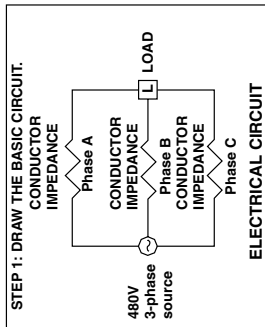 STEP 1: DRAW THE BASIC CIRCUIT.
CONDUCTOR
IMPEDANCE
Phase A
CONDUCTOR
IMPEDANCE
Phase B
CONDUCTOR
IMPEDANCE
Phase C
480V
3-phase
source
L
LOAD
ELECTRICAL CIRCUIT